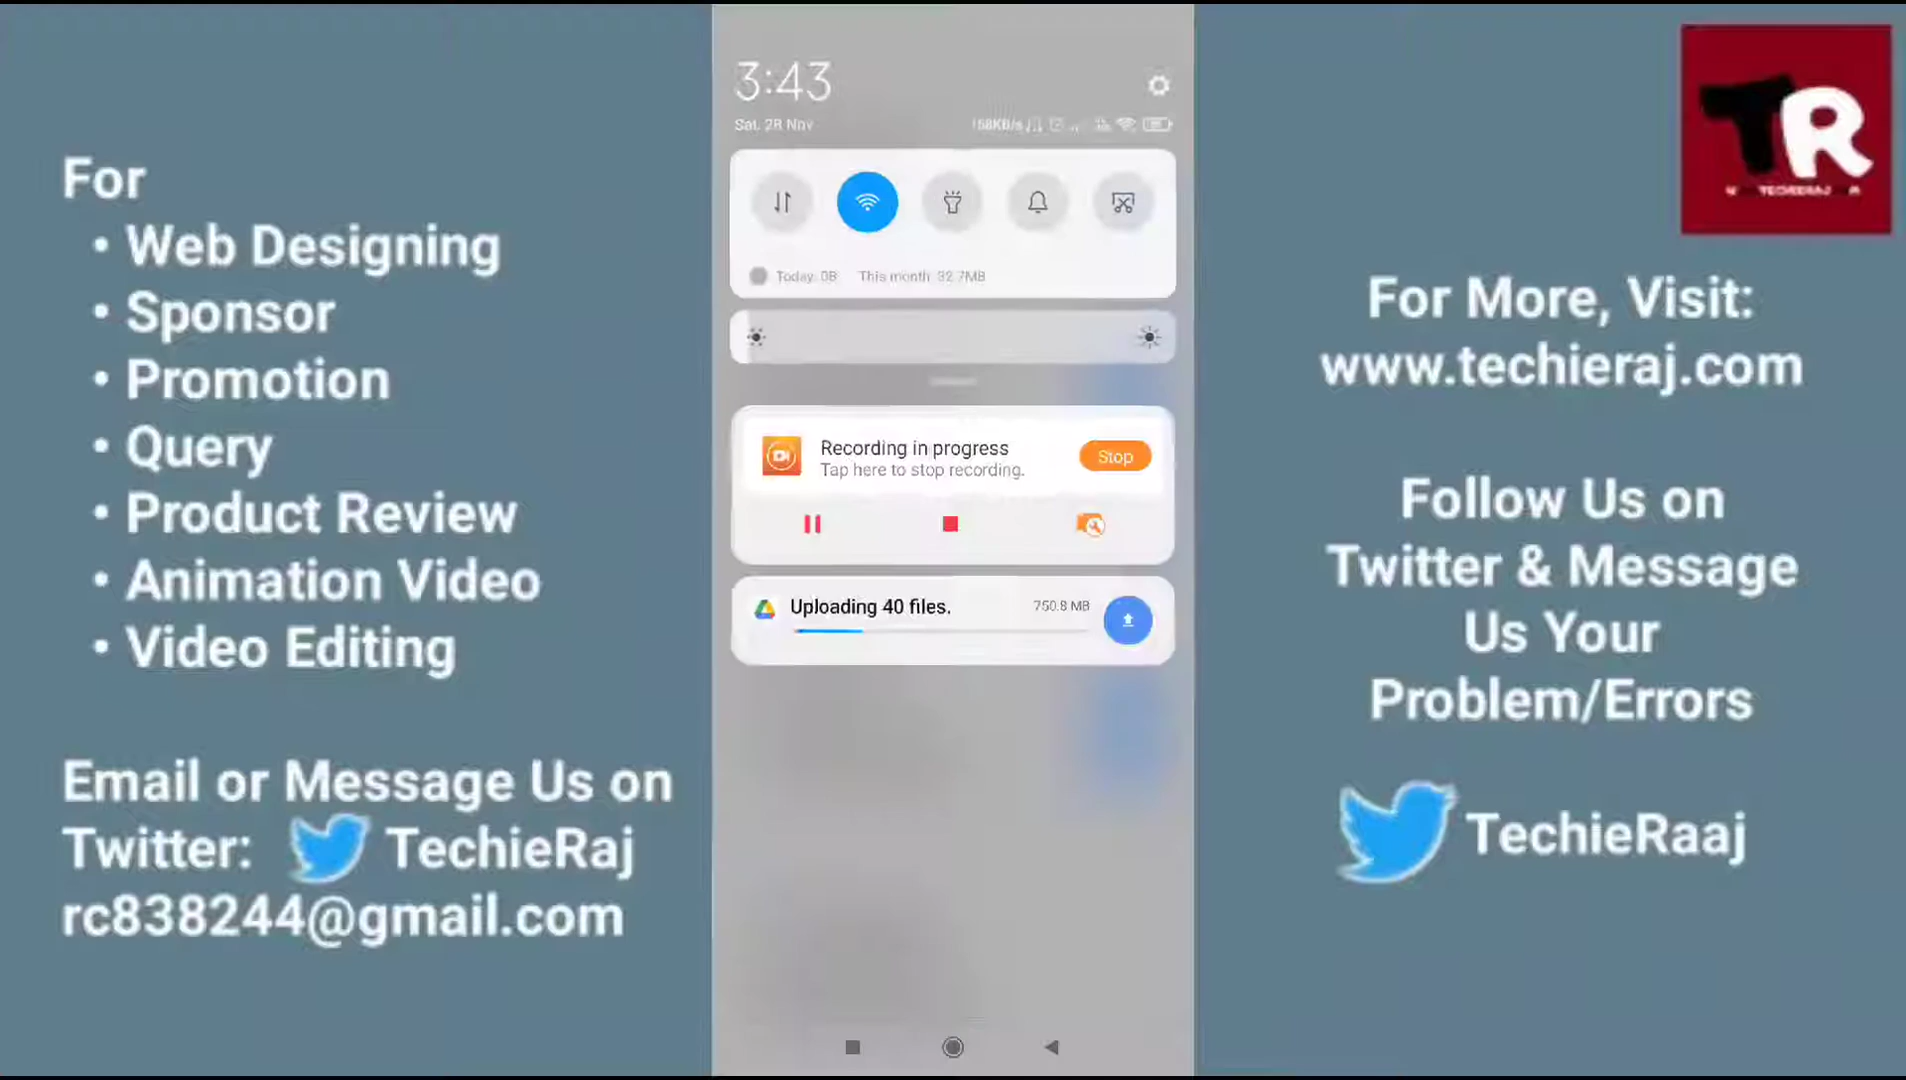 For
• Web Designing
• Sponsor
• Promotion
• Query
• Product Review
• Animation Video
• Video Editing
Email or Message Us on
Twitter: TechieRaj
rc838244@gmail.com
3:43
Sat, 28 Nov
Today: 0B This month: 32.7MB
Recording in progress
Tap here to stop recording.
Stop
Uploading 40 files.
750.8 MB
TR
For More, Visit:
www.techieraj.com
Follow Us on
Twitter & Message
Us Your
Problem/Errors
TechieRaaj